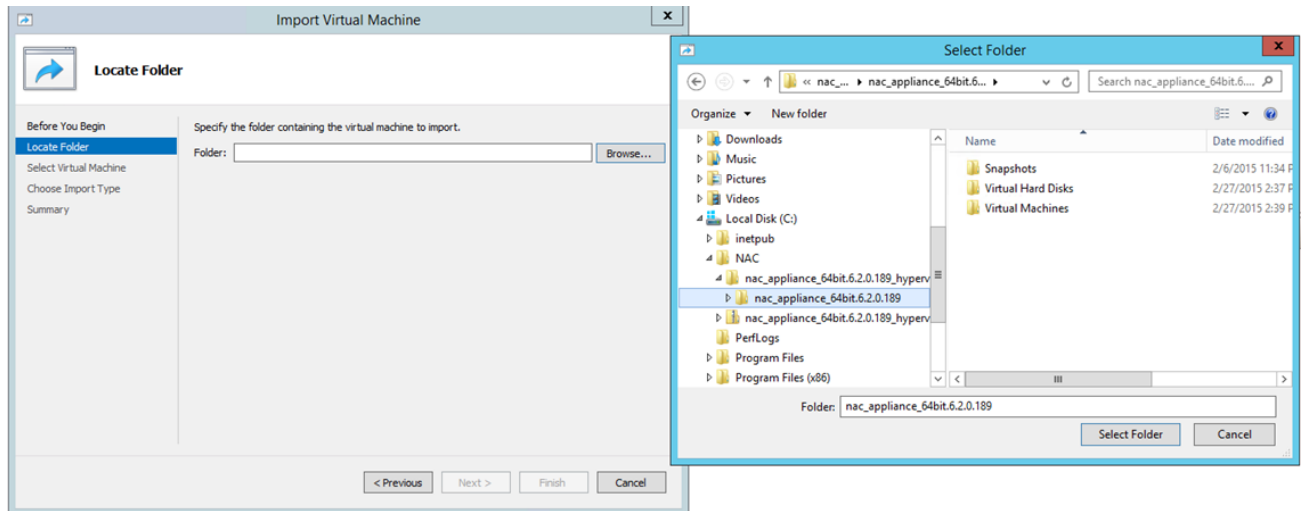 Import Virtual Machine
x
Locate Folder
Before You Begin
Locate Folder
Select Virtual Machine
Choose Import Type
Summary
Specify the folder containing the virtual machine to import.
Folder:
Browse...
< Previous
Next >
Finish
Cancel
Select Folder
x
« nac_... nac_appliance_64bit.6...
Search nac_appliance_64bit.6....
Organize
New folder
Downloads
Music
Pictures
Videos
Local Disk (C:)
inetpub
NAC
nac_appliance_64bit.6.2.0.189_hyperv
nac_appliance_64bit.6.2.0.189
nac_appliance_64bit.6.2.0.189_hyperv
PerfLogs
Program Files
Program Files (x86)
Name
Date modified
Snapshots
2/6/2015 11:34 P
Virtual Hard Disks
2/27/2015 2:37 P
Virtual Machines
2/27/2015 2:39 P
Folder: nac_appliance_64bit.6.2.0.189
Select Folder
Cancel